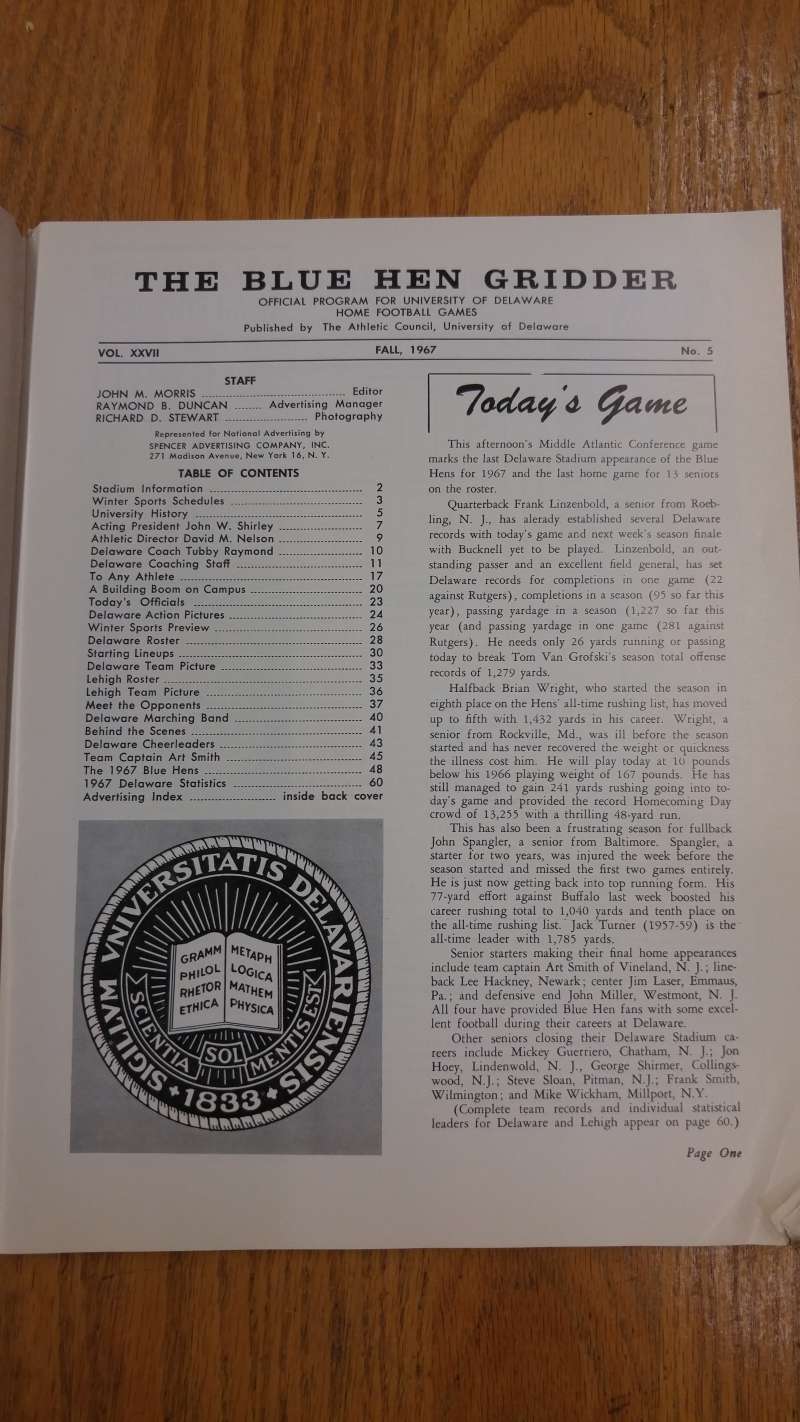 THE BLUE HEN GRIDDER
OFFICIAL PROGRAM FOR UNIVERSITY OF DELAWARE
HOME FOOTBALL GAMES
Published by The Athletic Council, University of Delaware
VOL. XXVII FALL, 1967 No. 5
STAFF
JOHN M. MORRIS ........ Editor
RAYMOND B. DUNCAN ........ Advertising Manager
RICHARD D. STEWART ........ Photography
Represented for National Advertising by
SPENCER ADVERTISING COMPANY, INC.
271 Madison Avenue, New York 16, N. Y.
TABLE OF CONTENTS
Stadium Information ........ 2
Winter Sports Schedules ........ 3
University History ........ 5
Acting President John W. Shirley ........ 7
Athletic Director David M. Nelson ........ 9
Delaware Coach Tubby Raymond ........ 10
Delaware Coaching Staff ........ 11
To Any Athlete ........ 17
A Building Boom on Campus ........ 20
Today's Officials ........ 23
Delaware Action Pictures ........ 24
Winter Sports Preview ........ 26
Delaware Roster ........ 28
Starting Lineups ........ 30
Delaware Team Picture ........ 33
Lehigh Roster ........ 35
Lehigh Team Picture ........ 36
Meet the Opponents ........ 37
Delaware Marching Band ........ 40
Behind the Scenes ........ 41
Delaware Cheerleaders ........ 43
Team Captain Art Smith ........ 45
The 1967 Blue Hens ........ 48
1967 Delaware Statistics ........ 60
Advertising Index ........ inside back cover
SIGILLUM UNIVERSITATIS DELAVARIENSIS
GRAMM METAPH
PHILOL LOGICA
RHETOR MATHEM
ETHICA PHYSICA
SCIENTIA SOL MENTIS EST
1833
Today's Game
This afternoon's Middle Atlantic Conference game
marks the last Delaware Stadium appearance of the Blue
Hens for 1967 and the last home game for 13 seniors
on the roster.
Quarterback Frank Linzenbold, a senior from Roeb-
ling, N. J., has alerady established several Delaware
records with today's game and next week's season finale
with Bucknell yet to be played. Linzenbold, an out-
standing passer and an excellent field general, has set
Delaware records for completions in one game (22
against Rutgers), completions in a season (95 so far this
year), passing yardage in a season (1,227 so far this
year (and passing yardage in one game (281 against
Rutgers). He needs only 26 yards running or passing
today to break Tom Van Grofski's season total offense
records of 1,279 yards.
Halfback Brian Wright, who started the season in
eighth place on the Hens' all-time rushing list, has moved
up to fifth with 1,432 yards in his career. Wright, a
senior from Rockville, Md., was ill before the season
started and has never recovered the weight or quickness
the illness cost him. He will play today at 10 pounds
below his 1966 playing weight of 167 pounds. He has
still managed to gain 241 yards rushing going into to-
day's game and provided the record Homecoming Day
crowd of 13,255 with a thrilling 48-yard run.
This has also been a frustrating season for fullback
John Spangler, a senior from Baltimore. Spangler, a
starter for two years, was injured the week before the
season started and missed the first two games entirely.
He is just now getting back into top running form. His
77-yard effort against Buffalo last week boosted his
career rushing total to 1,040 yards and tenth place on
the all-time rushing list. Jack Turner (1957-59) is the
all-time leader with 1,785 yards.
Senior starters making their final home appearances
include team captain Art Smith of Vineland, N. J.; line-
back Lee Hackney, Newark; center Jim Laser, Emmaus,
Pa.; and defensive end John Miller, Westmont, N. J.
All four have provided Blue Hen fans with some excel-
lent football during their careers at Delaware.
Other seniors closing their Delaware Stadium ca-
reers include Mickey Guerriero, Chatham, N. J.; Jon
Hoey, Lindenwold, N. J., George Shirmer, Collings-
wood, N.J.; Steve Sloan, Pitman, N.J.; Frank Smith,
Wilmington; and Mike Wickham, Millport, N.Y.
(Complete team records and individual statistical
leaders for Delaware and Lehigh appear on page 60.)
Page One